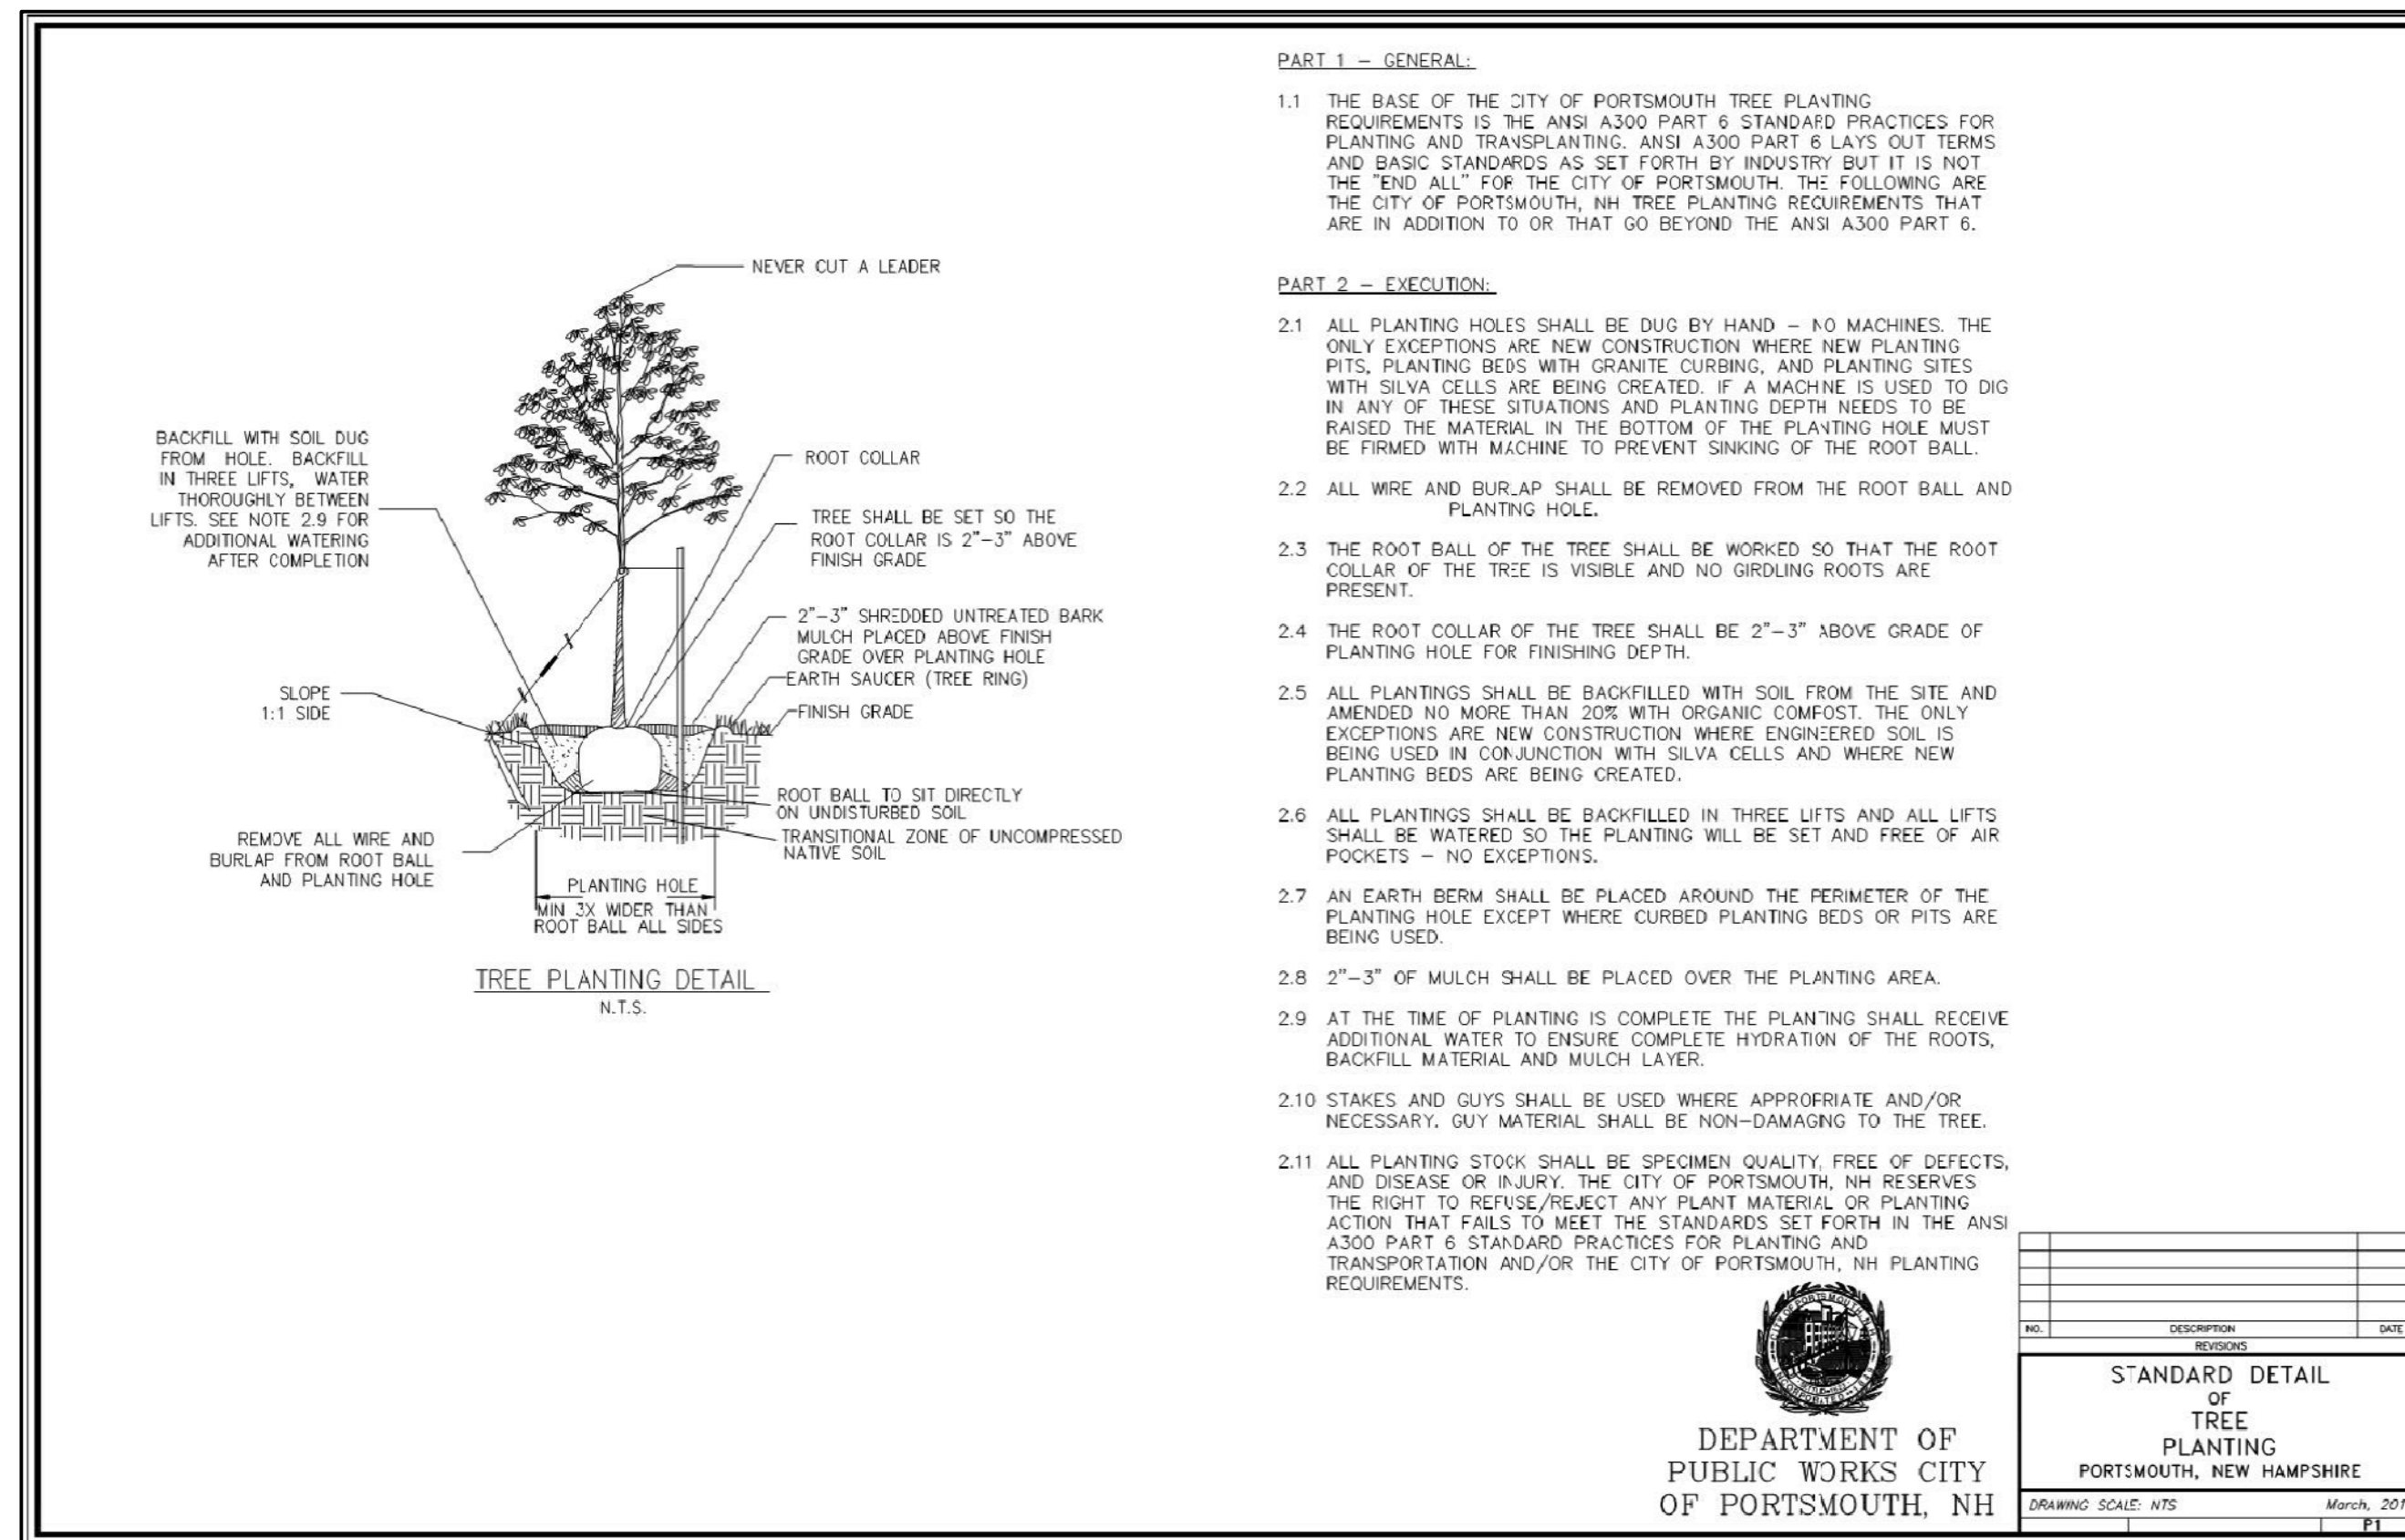 NEVER CUT A LEADER
BACKFILL WITH SOIL DUG
FROM HOLE. BACKFILL
IN THREE LIFTS, WATER
THOROUGHLY BETWEEN
LIFTS. SEE NOTE 2.9 FOR
ADDITIONAL WATERING
AFTER COMPLETION
ROOT COLLAR
TREE SHALL BE SET SO THE
ROOT COLLAR IS 2"-3" ABOVE
FINISH GRADE
2"-3" SHREDDED UNTREATED BARK
MULCH PLACED ABOVE FINISH
GRADE OVER PLANTING HOLE
EARTH SAUCER (TREE RING)
FINISH GRADE
SLOPE
1:1 SIDE
ROOT BALL TO SIT DIRECTLY
ON UNDISTURBED SOIL
TRANSITIONAL ZONE OF UNCOMPRESSED
NATIVE SOIL
REMOVE ALL WIRE AND
BURLAP FROM ROOT BALL
AND PLANTING HOLE
PLANTING HOLE
MIN 3X WIDER THAN
ROOT BALL ALL SIDES
TREE PLANTING DETAIL
N.T.S.
PART 1 – GENERAL:
1.1 THE BASE OF THE CITY OF PORTSMOUTH TREE PLANTING
REQUIREMENTS IS THE ANSI A300 PART 6 STANDARD PRACTICES FOR
PLANTING AND TRANSPLANTING. ANSI A300 PART 6 LAYS OUT TERMS
AND BASIC STANDARDS AS SET FORTH BY INDUSTRY BUT IT IS NOT
THE "END ALL" FOR THE CITY OF PORTSMOUTH. THE FOLLOWING ARE
THE CITY OF PORTSMOUTH, NH TREE PLANTING REQUIREMENTS THAT
ARE IN ADDITION TO OR THAT GO BEYOND THE ANSI A300 PART 6.
PART 2 – EXECUTION:
2.1 ALL PLANTING HOLES SHALL BE DUG BY HAND – NO MACHINES. THE
ONLY EXCEPTIONS ARE NEW CONSTRUCTION WHERE NEW PLANTING
PITS, PLANTING BEDS WITH GRANITE CURBING, AND PLANTING SITES
WITH SILVA CELLS ARE BEING CREATED. IF A MACHINE IS USED TO DIG
IN ANY OF THESE SITUATIONS AND PLANTING DEPTH NEEDS TO BE
RAISED THE MATERIAL IN THE BOTTOM OF THE PLANTING HOLE MUST
BE FIRMED WITH MACHINE TO PREVENT SINKING OF THE ROOT BALL.
2.2 ALL WIRE AND BURLAP SHALL BE REMOVED FROM THE ROOT BALL AND
PLANTING HOLE.
2.3 THE ROOT BALL OF THE TREE SHALL BE WORKED SO THAT THE ROOT
COLLAR OF THE TREE IS VISIBLE AND NO GIRDLING ROOTS ARE
PRESENT.
2.4 THE ROOT COLLAR OF THE TREE SHALL BE 2"-3" ABOVE GRADE OF
PLANTING HOLE FOR FINISHING DEPTH.
2.5 ALL PLANTINGS SHALL BE BACKFILLED WITH SOIL FROM THE SITE AND
AMENDED NO MORE THAN 20% WITH ORGANIC COMPOST. THE ONLY
EXCEPTIONS ARE NEW CONSTRUCTION WHERE ENGINEERED SOIL IS
BEING USED IN CONJUNCTION WITH SILVA CELLS AND WHERE NEW
PLANTING BEDS ARE BEING CREATED.
2.6 ALL PLANTINGS SHALL BE BACKFILLED IN THREE LIFTS AND ALL LIFTS
SHALL BE WATERED SO THE PLANTING WILL BE SET AND FREE OF AIR
POCKETS – NO EXCEPTIONS.
2.7 AN EARTH BERM SHALL BE PLACED AROUND THE PERIMETER OF THE
PLANTING HOLE EXCEPT WHERE CURBED PLANTING BEDS OR PITS ARE
BEING USED.
2.8 2"-3" OF MULCH SHALL BE PLACED OVER THE PLANTING AREA.
2.9 AT THE TIME OF PLANTING IS COMPLETE THE PLANTING SHALL RECEIVE
ADDITIONAL WATER TO ENSURE COMPLETE HYDRATION OF THE ROOTS,
BACKFILL MATERIAL AND MULCH LAYER.
2.10 STAKES AND GUYS SHALL BE USED WHERE APPROPRIATE AND/OR
NECESSARY. GUY MATERIAL SHALL BE NON-DAMAGING TO THE TREE.
2.11 ALL PLANTING STOCK SHALL BE SPECIMEN QUALITY, FREE OF DEFECTS,
AND DISEASE OR INJURY. THE CITY OF PORTSMOUTH, NH RESERVES
THE RIGHT TO REFUSE/REJECT ANY PLANT MATERIAL OR PLANTING
ACTION THAT FAILS TO MEET THE STANDARDS SET FORTH IN THE ANSI
A300 PART 6 STANDARD PRACTICES FOR PLANTING AND
TRANSPORTATION AND/OR THE CITY OF PORTSMOUTH, NH PLANTING
REQUIREMENTS.
CITY OF PORTSMOUTH, N.H.
INCORPORATED
DEPARTMENT OF
PUBLIC WORKS CITY
OF PORTSMOUTH, NH
NO. DESCRIPTION DATE
REVISIONS
STANDARD DETAIL
OF
TREE
PLANTING
PORTSMOUTH, NEW HAMPSHIRE
DRAWING SCALE: NTS March, 201
P1